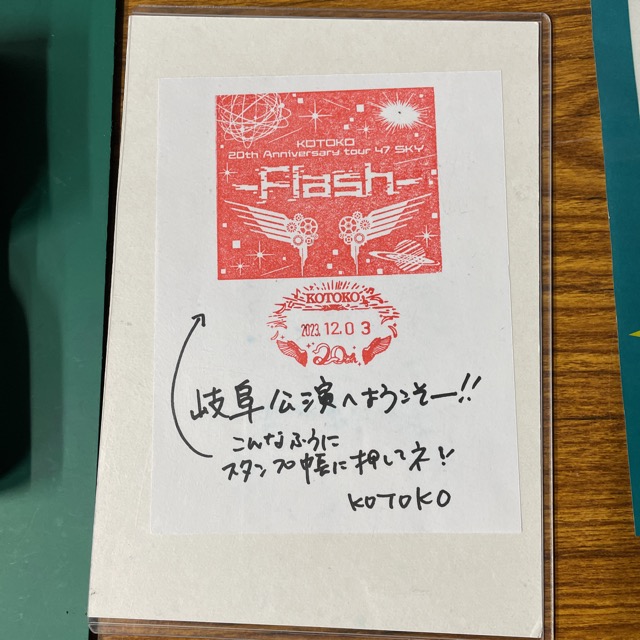 KOTOKO
20th Anniversary tour 47 SKY
-Flash-
KOTOKO
2023.12.03
20th
岐阜公演へようこそー!!
こんなふうに
スタンプ帳に押してネ!
KOTOKO